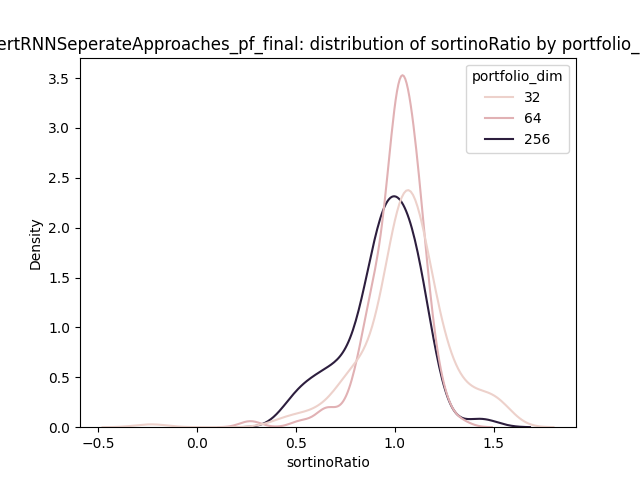 ertRNNSeperateApproaches_pf_final: distribution of sortinoRatio by portfolio_
portfolio_dim
32
64
256
Density
3.5
3.0
2.5
2.0
1.5
1.0
0.5
0.0
−0.5 0.0 0.5 1.0 1.5
sortinoRatio